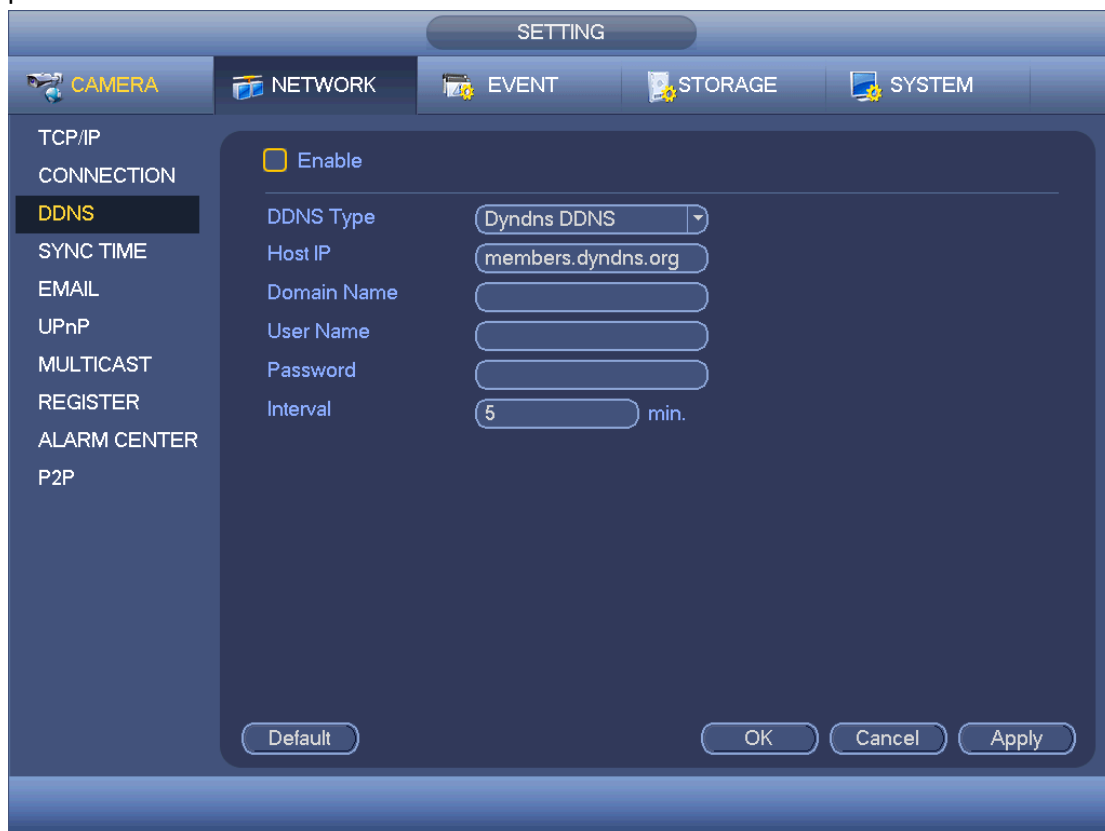 SETTING
CAMERA NETWORK EVENT STORAGE SYSTEM
TCP/IP
CONNECTION
DDNS
SYNC TIME
EMAIL
UPnP
MULTICAST
REGISTER
ALARM CENTER
P2P
Enable
DDNS Type Dyndns DDNS
Host IP members.dyndns.org
Domain Name
User Name
Password
Interval 5 min.
Default OK Cancel Apply